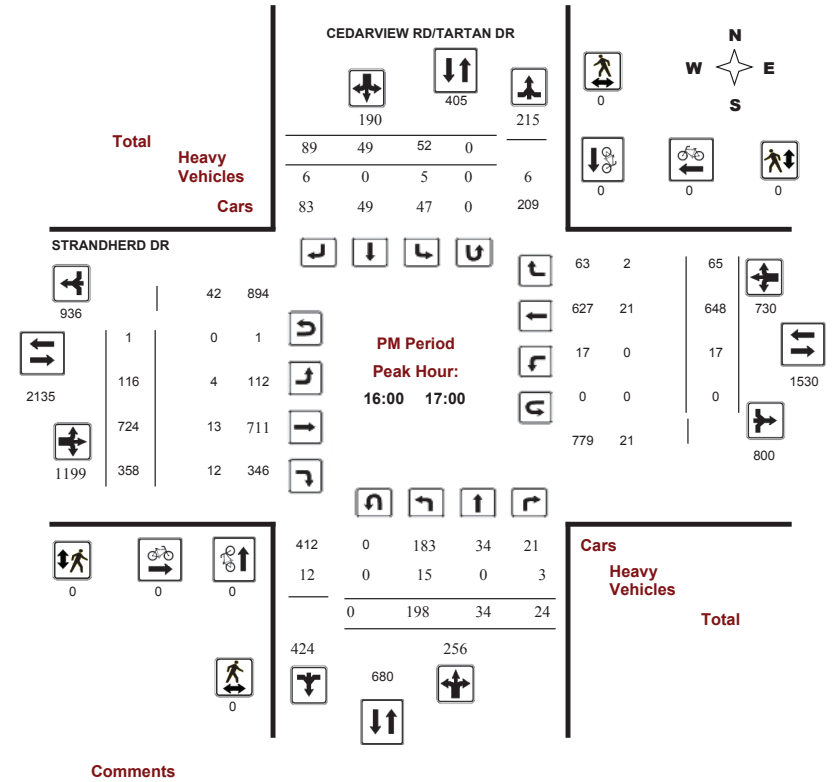 CEDARVIEW RD/TARTAN DR
N
W E
S
405
0
190 215
Total 89 49 52 0
Heavy
Vehicles 6 0 5 0 6
Cars 83 49 47 0 209
0 0 0
STRANDHERD DR
936 42 894
63 2 65
1 0 1
627 21 648 730
PM Period
17 0 17
2135 116 4 112
Peak Hour:
1530
16:00 17:00
0 0 0
724 13 711
779 21 800
1199 358 12 346
412 0 183 34 21 Cars
12 0 15 0 3 Heavy
Vehicles
0 0 0
0 198 34 24 Total
424 256
680
0
Comments